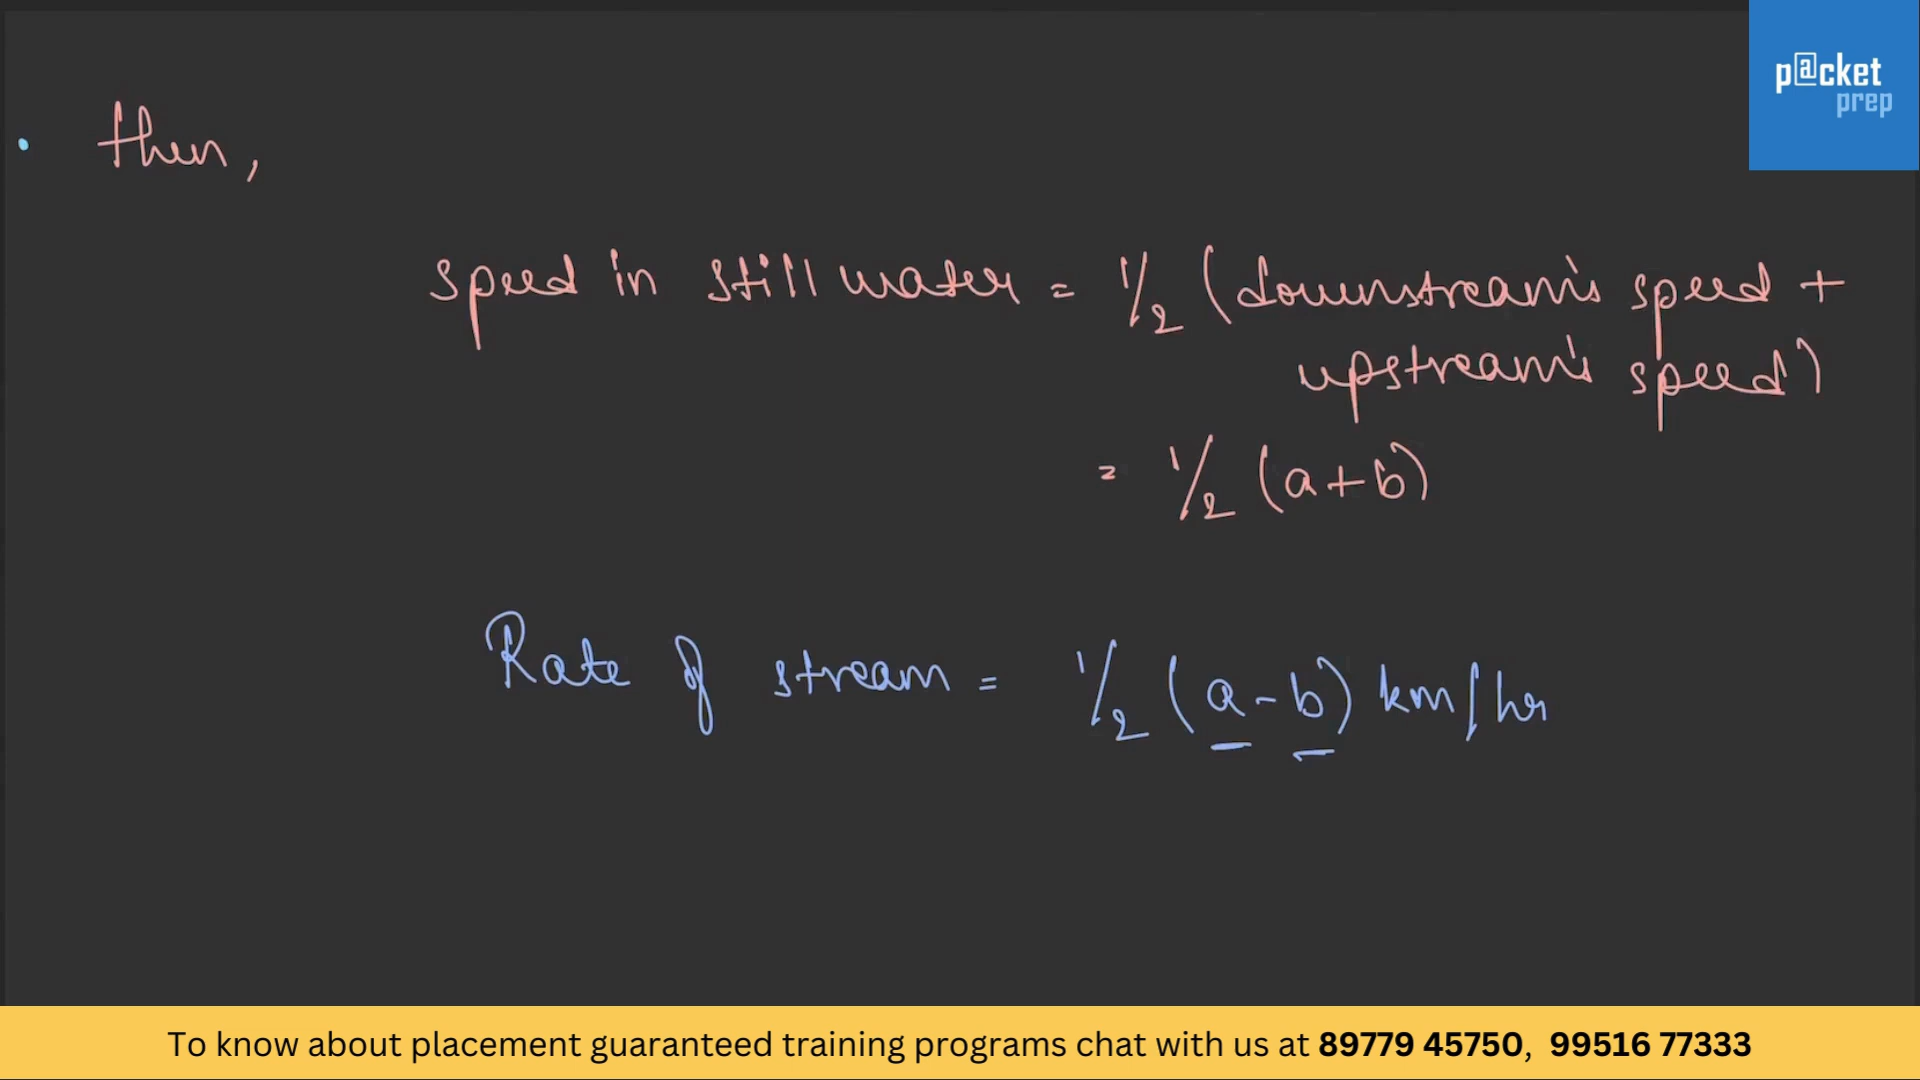 p@cket
prep
• then,
speed in still water = 1/2 (downstream's speed +
upstream's speed)
= 1/2 (a+b)
Rate of stream = 1/2 (a-b) km/hr
To know about placement guaranteed training programs chat with us at 89779 45750, 99516 77333